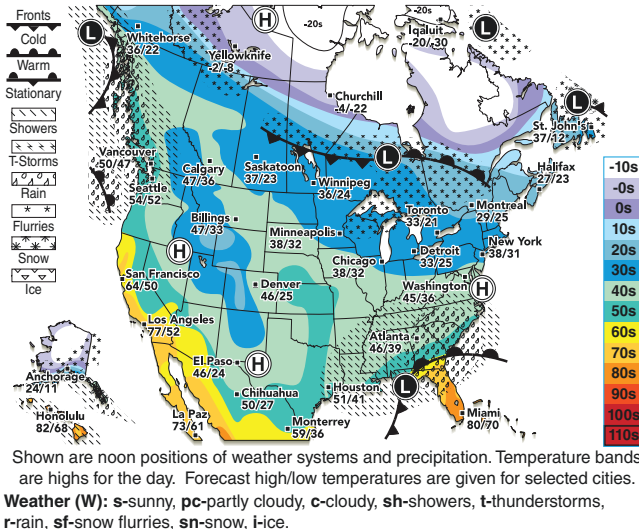 Fronts
Cold
Warm
Stationary
Showers
T-Storms
Rain
Flurries
Snow
Ice
L
H
-20s
-20s
L
Iqaluit
-20/-30
Whitehorse
36/22
Yellowknife
-2/-8
Churchill
-4/-22
L
St. John's
37/12
Vancouver
50/47
Seattle
54/52
Calgary
47/36
Saskatoon
37/23
L
Winnipeg
36/24
Halifax
27/23
Montreal
29/25
Toronto
33/21
Billings
47/33
Minneapolis
38/32
Detroit
33/25
New York
38/31
H
Chicago
38/32
San Francisco
64/50
Denver
46/25
Washington
45/36
H
Los Angeles
77/52
Atlanta
46/39
El Paso
46/24
H
Anchorage
24/11
Honolulu
82/68
Chihuahua
50/27
Houston
51/41
L
La Paz
73/61
Monterrey
59/36
Miami
80/70
-10s
-0s
0s
10s
20s
30s
40s
50s
60s
70s
80s
90s
100s
110s
Shown are noon positions of weather systems and precipitation. Temperature bands
are highs for the day. Forecast high/low temperatures are given for selected cities.
Weather (W): s-sunny, pc-partly cloudy, c-cloudy, sh-showers, t-thunderstorms,
r-rain, sf-snow flurries, sn-snow, i-ice.